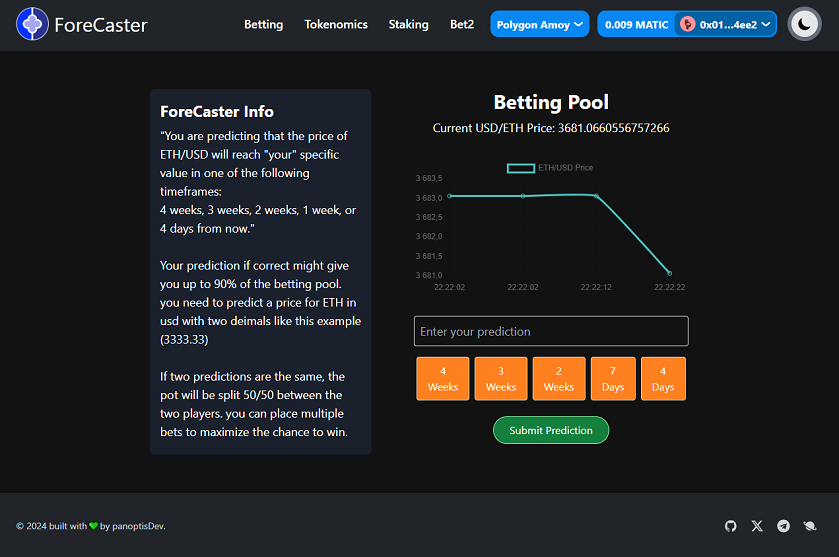 ForeCaster
Betting Tokenomics Staking Bet2 Polygon Amoy 0.009 MATIC 0x01...4ee2
ForeCaster Info
"You are predicting that the price of
ETH/USD will reach "your" specific
value in one of the following
timeframes:
4 weeks, 3 weeks, 2 weeks, 1 week, or
4 days from now."
Your prediction if correct might give
you up to 90% of the betting pool.
you need to predict a price for ETH in
usd with two deimals like this example
(3333.33)
If two predictions are the same, the
pot will be split 50/50 between the
two players. you can place multiple
bets to maximize the chance to win.
Betting Pool
Current USD/ETH Price: 3681.0660556757266
ETH/USD Price
3 683,5
3 683,0
3 682,5
3 682,0
3 681,5
3 681,0
22:22:02 22:22:02 22:22:12 22:22:22
Enter your prediction
4 3 2 7 4
Weeks Weeks Weeks Days Days
Submit Prediction
© 2024 built with 💚 by panoptisDev.